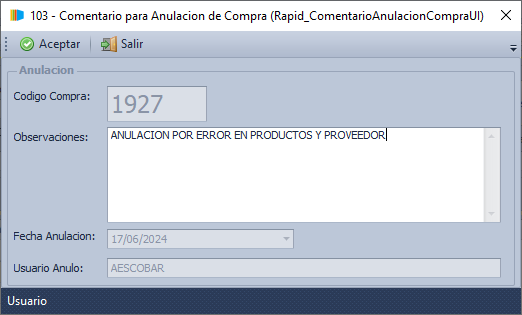 103 - Comentario para Anulacion de Compra (Rapid_ComentarioAnulacionCompraUI)
Aceptar Salir
Anulacion
Codigo Compra: 1927
Observaciones: ANULACION POR ERROR EN PRODUCTOS Y PROVEEDOR
Fecha Anulacion: 17/06/2024
Usuario Anulo: AESCOBAR
Usuario